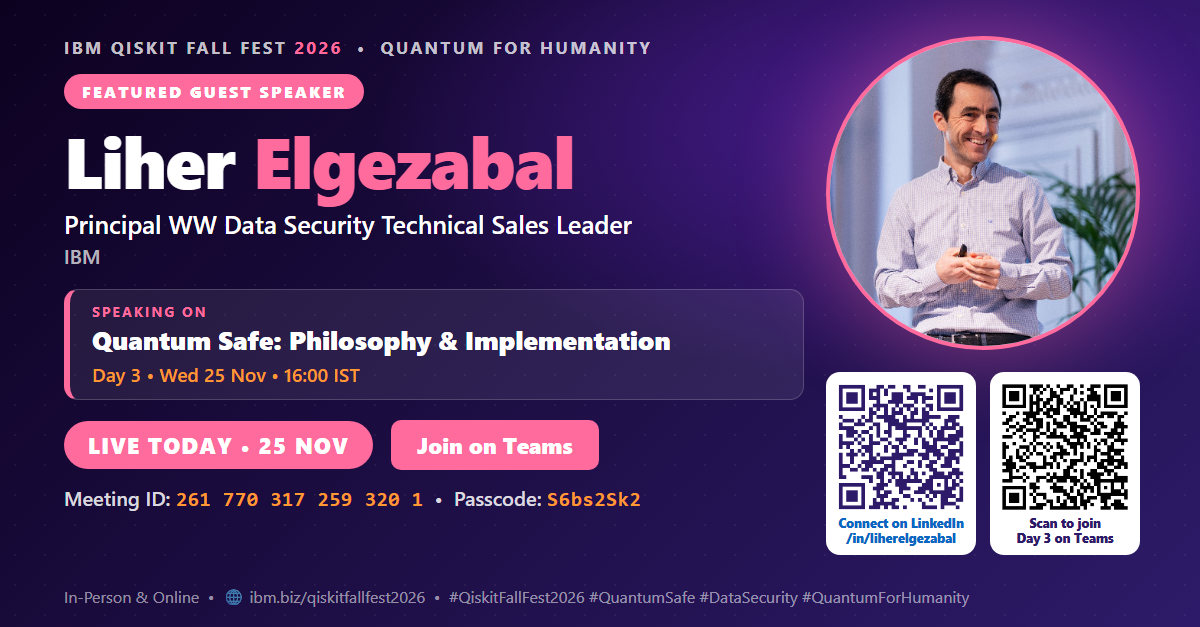 IBM QISKIT FALL FEST 2026 • QUANTUM FOR HUMANITY
FEATURED GUEST SPEAKER
Liher Elgezabal
Principal WW Data Security Technical Sales Leader
IBM
SPEAKING ON
Quantum Safe: Philosophy & Implementation
Day 3 • Wed 25 Nov • 16:00 IST
LIVE TODAY • 25 NOV
Join on Teams
Meeting ID: 261 770 317 259 320 1 • Passcode: S6bs2Sk2
Connect on LinkedIn
/in/liherelgezabal
Scan to join
Day 3 on Teams
In-Person & Online • ibm.biz/qiskitfallfest2026 • #QiskitFallFest2026 #QuantumSafe #DataSecurity #QuantumForHumanity